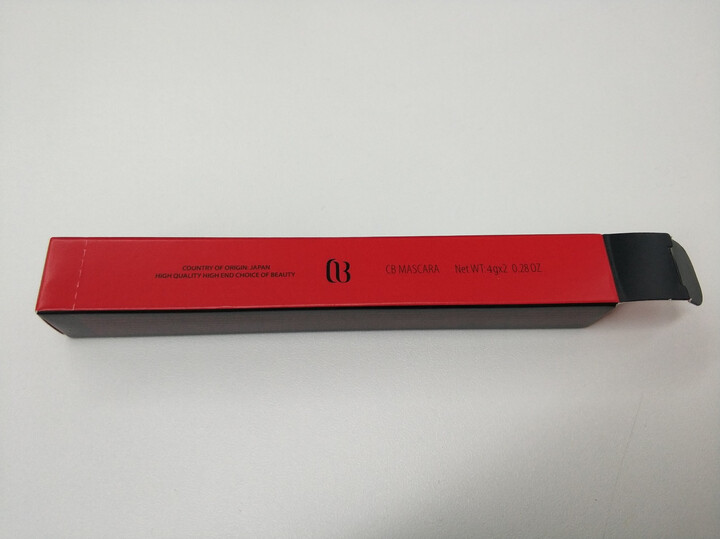 COUNTRY OF ORIGIN: JAPAN
HIGH QUALITY HIGH END CHOICE OF BEAUTY
CB
CB MASCARA Net WT 4gx2 0.28 OZ